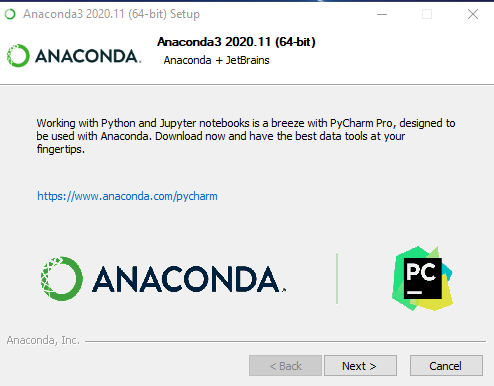 Anaconda3 2020.11 (64-bit) Setup
ANACONDA.
Anaconda3 2020.11 (64-bit)
Anaconda + JetBrains
Working with Python and Jupyter notebooks is a breeze with PyCharm Pro, designed to
be used with Anaconda. Download now and have the best data tools at your
fingertips.
https://www.anaconda.com/pycharm
ANACONDA.
PC
Anaconda, Inc.
< Back
Next >
Cancel